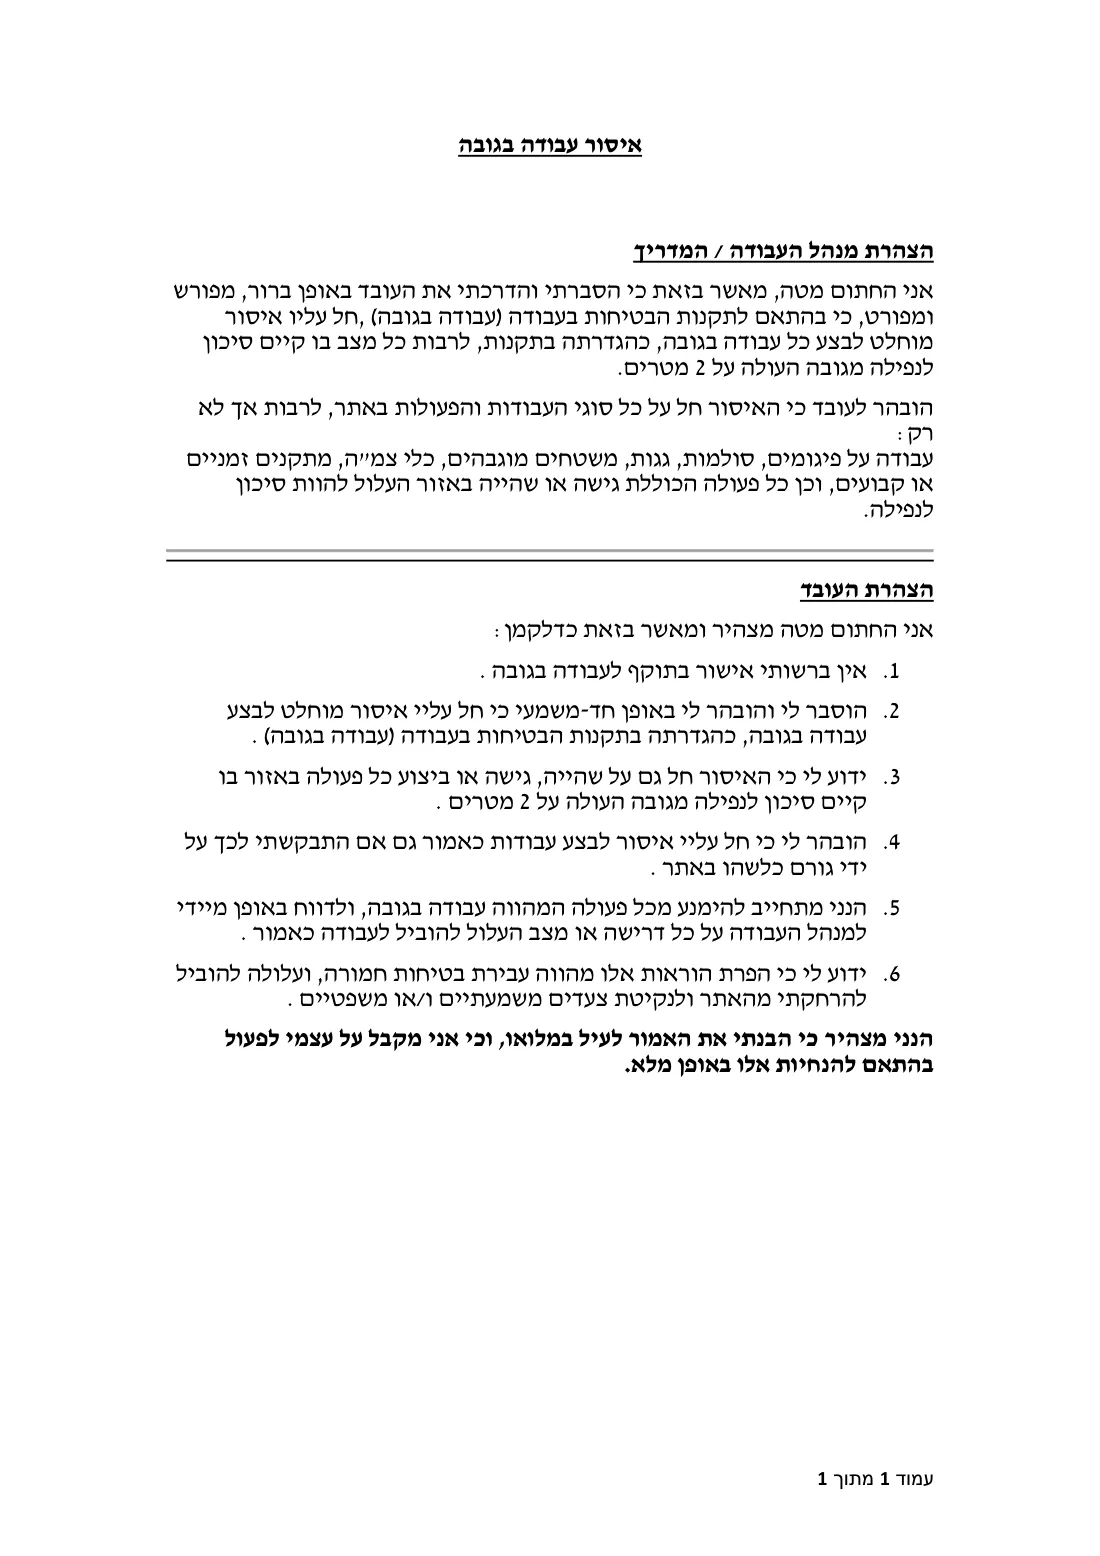 איסור עבודה בגובה
הצהרת מנהל העבודה / המדריך
אני החתום מטה, מאשר בזאת כי הסברתי והדרכתי את העובד באופן ברור, מפורש
ומפורט, כי בהתאם לתקנות הבטיחות בעבודה (עבודה בגובה) ,חל עליו איסור
מוחלט לבצע כל עבודה בגובה, כהגדרתה בתקנות, לרבות כל מצב בו קיים סיכון
לנפילה מגובה העולה על 2 מטרים.
הובהר לעובד כי האיסור חל על כל סוגי העבודות והפעולות באתר, לרבות אך לא
רק :
עבודה על פיגומים, סולמות, גגות, משטחים מוגבהים, כלי צמ״ה, מתקנים זמניים
או קבועים, וכן כל פעולה הכוללת גישה או שהייה באזור העלול להוות סיכון
לנפילה.
הצהרת העובד
אני החתום מטה מצהיר ומאשר בזאת כדלקמן :
1. אין ברשותי אישור בתוקף לעבודה בגובה .
2. הוסבר לי והובהר לי באופן חד-משמעי כי חל עליי איסור מוחלט לבצע
עבודה בגובה, כהגדרתה בתקנות הבטיחות בעבודה (עבודה בגובה) .
3. ידוע לי כי האיסור חל גם על שהייה, גישה או ביצוע כל פעולה באזור בו
קיים סיכון לנפילה מגובה העולה על 2 מטרים .
4. הובהר לי כי חל עליי איסור לבצע עבודות כאמור גם אם התבקשתי לכך על
ידי גורם כלשהו באתר .
5. הנני מתחייב להימנע מכל פעולה המהווה עבודה בגובה, ולדווח באופן מיידי
למנהל העבודה על כל דרישה או מצב העלול להוביל לעבודה כאמור .
6. ידוע לי כי הפרת הוראות אלו מהווה עבירת בטיחות חמורה, ועלולה להוביל
להרחקתי מהאתר ולנקיטת צעדים משמעתיים ו/או משפטיים .
הנני מצהיר כי הבנתי את האמור לעיל במלואו, וכי אני מקבל על עצמי לפעול
בהתאם להנחיות אלו באופן מלא.
עמוד 1 מתוך 1